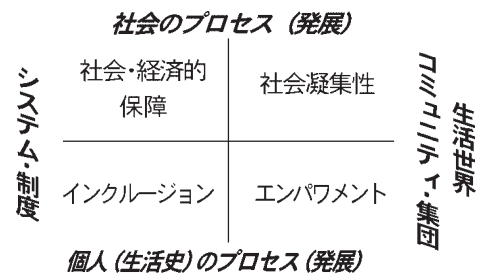 社会のプロセス（発展）
システム・制度
社会・経済的
保障
社会凝集性
インクルージョン
エンパワメント
コミュニティ・集団
生活世界
個人（生活史）のプロセス（発展）